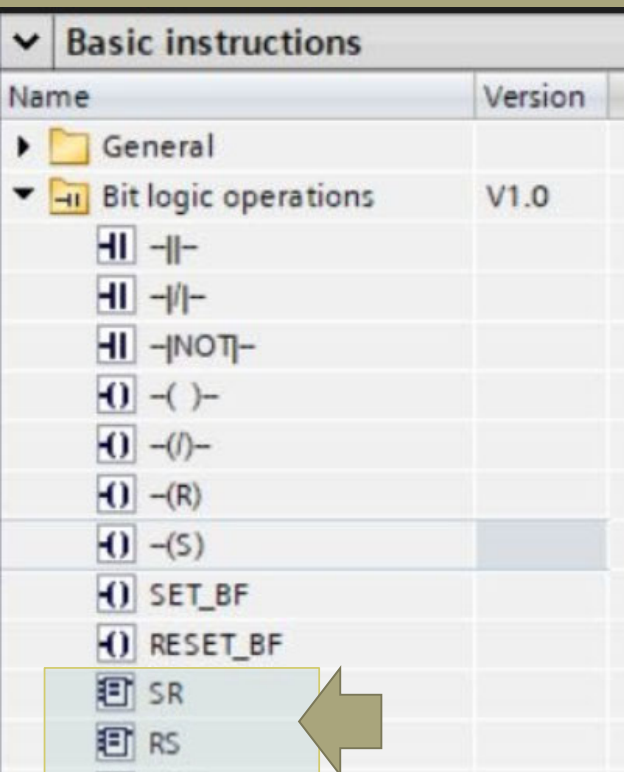 Basic instructions
Name Version
General
Bit logic operations V1.0
-||-
-|/|-
-|NOT|-
-( )-
-(/)-
-(R)
-(S)
SET_BF
RESET_BF
SR
RS